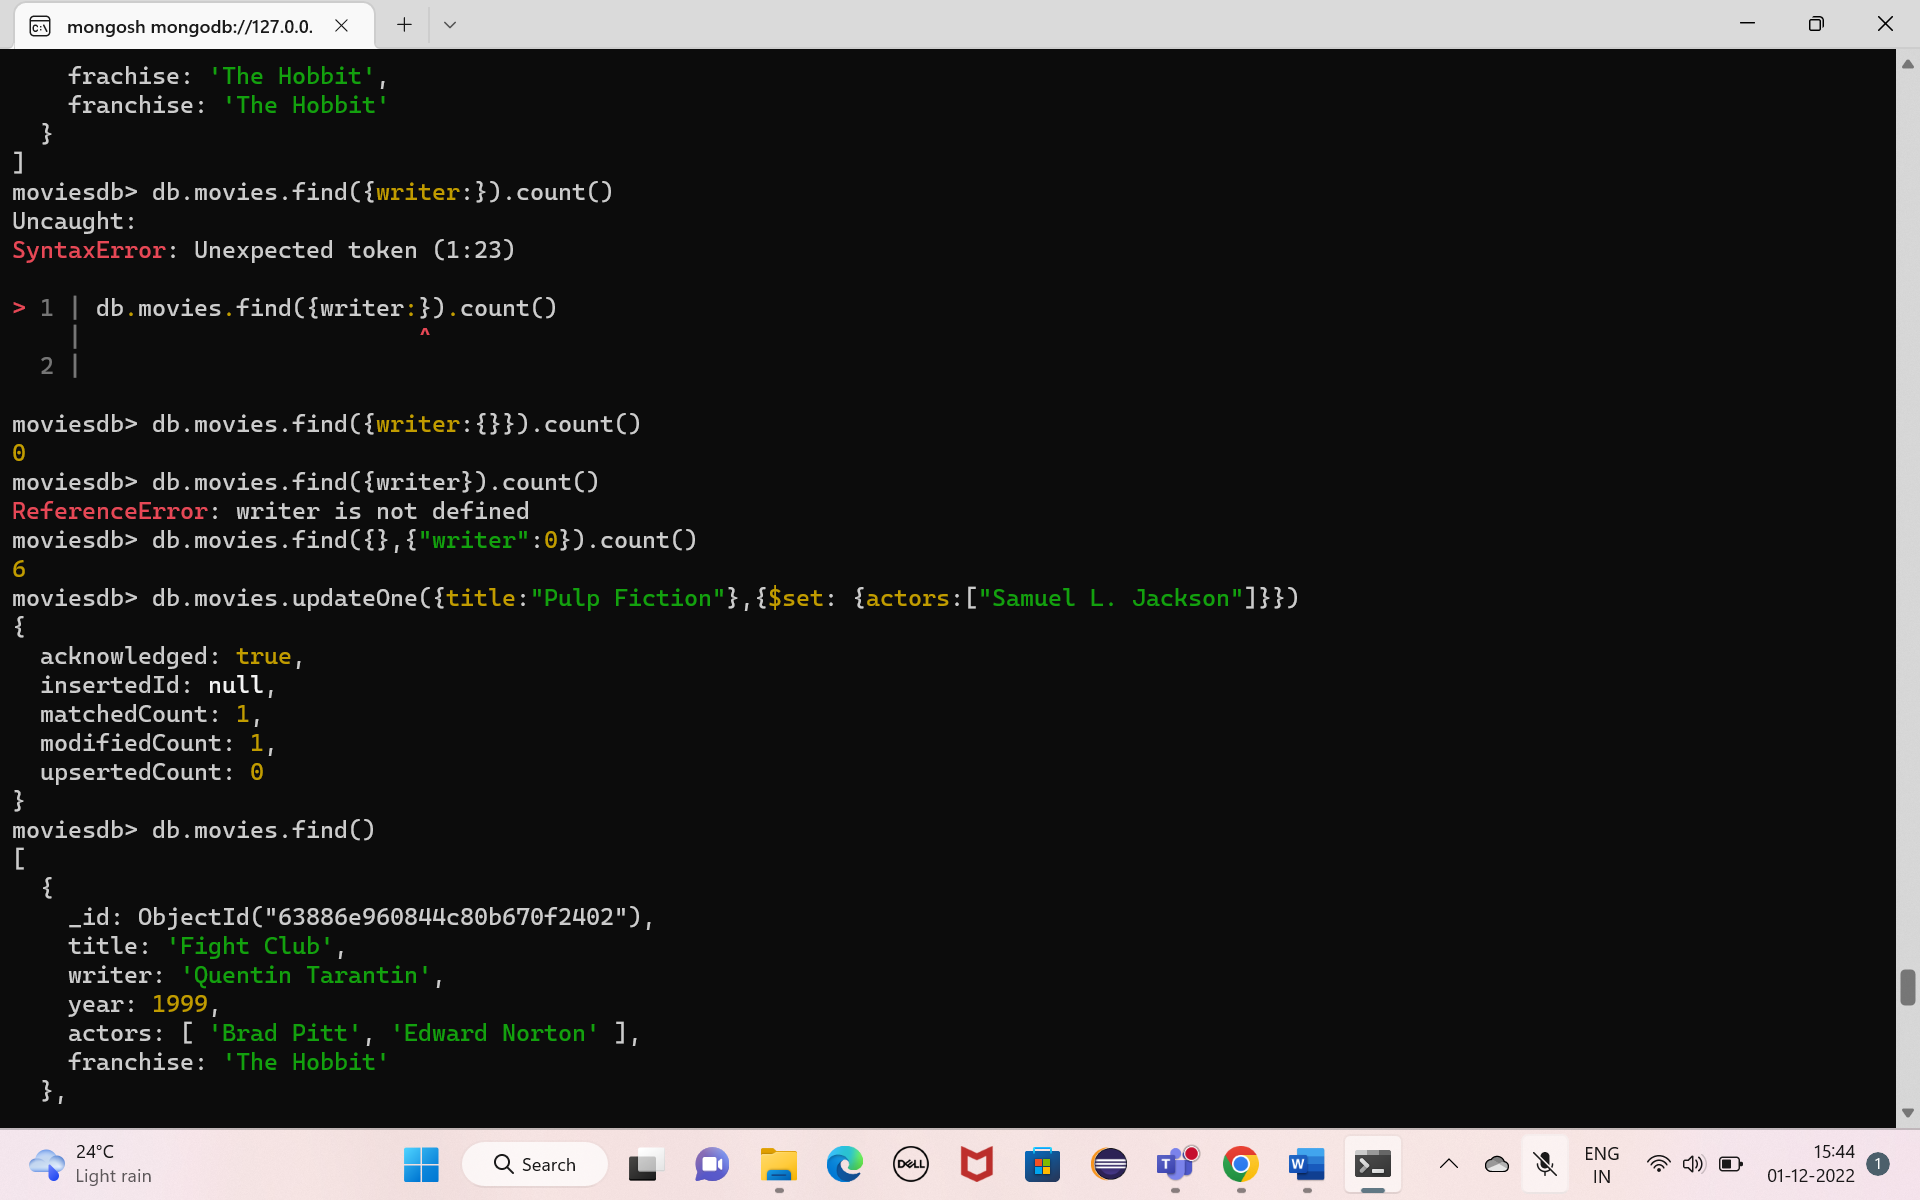 mongosh mongodb://127.0.0.
frachise: 'The Hobbit',
franchise: 'The Hobbit'
}
]
moviesdb> db.movies.find({writer:}).count()
Uncaught:
SyntaxError: Unexpected token (1:23)
> 1 | db.movies.find({writer:}).count()
| ^
2 |
moviesdb> db.movies.find({writer:{}}).count()
0
moviesdb> db.movies.find({writer}).count()
ReferenceError: writer is not defined
moviesdb> db.movies.find({},{"writer":0}).count()
6
moviesdb> db.movies.updateOne({title:"Pulp Fiction"},{$set: {actors:["Samuel L. Jackson"]}})
{
acknowledged: true,
insertedId: null,
matchedCount: 1,
modifiedCount: 1,
upsertedCount: 0
}
moviesdb> db.movies.find()
[
{
_id: ObjectId("63886e960844c80b670f2402"),
title: 'Fight Club',
writer: 'Quentin Tarantin',
year: 1999,
actors: [ 'Brad Pitt', 'Edward Norton' ],
franchise: 'The Hobbit'
},
24°C
Light rain
Search
DELL
ENG
IN
15:44
01-12-2022
1